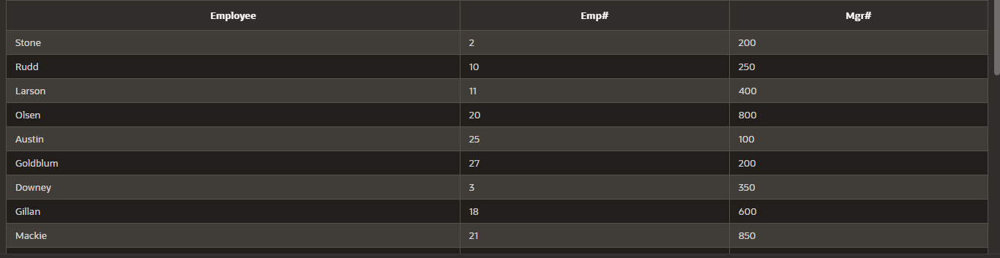 Employee Emp# Mgr#
Stone 2 200
Rudd 10 250
Larson 11 400
Olsen 20 800
Austin 25 100
Goldblum 27 200
Downey 3 350
Gillan 18 600
Mackie 21 850